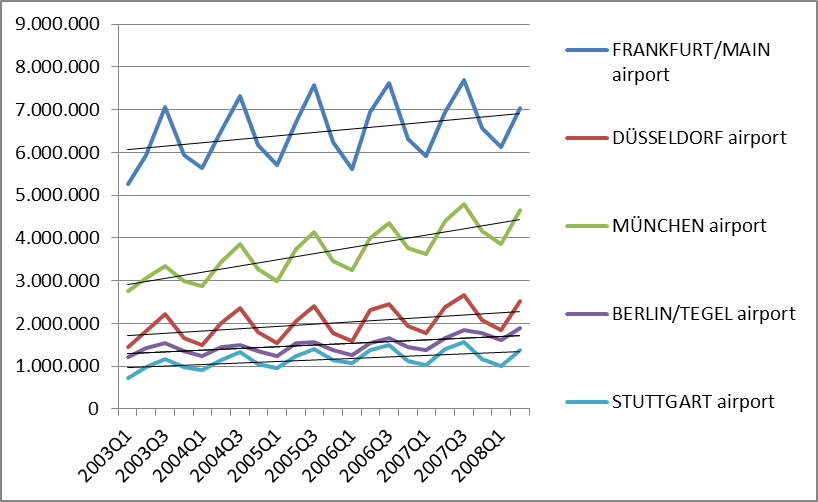 9.000.000
8.000.000
7.000.000
6.000.000
5.000.000
4.000.000
3.000.000
2.000.000
1.000.000
0
2003Q1
2003Q3
2004Q1
2004Q3
2005Q1
2005Q3
2006Q1
2006Q3
2007Q1
2007Q3
2008Q1
FRANKFURT/MAIN
airport
DÜSSELDORF airport
MÜNCHEN airport
BERLIN/TEGEL airport
STUTTGART airport